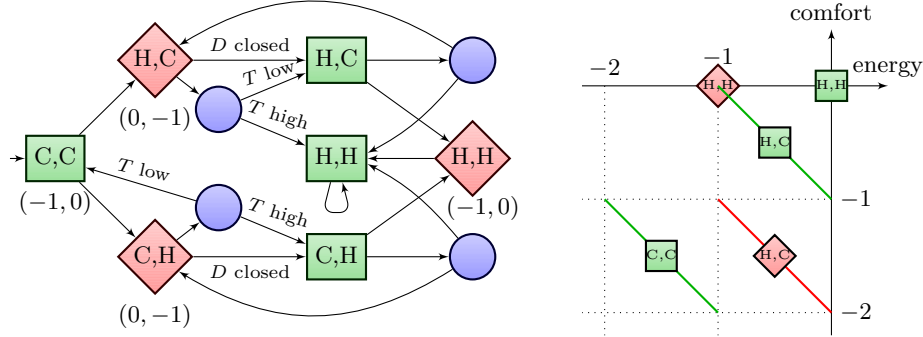 H,C
D closed
H,C
T low
(0, −1)
T high
C,C
H,H
H,H
T low
(−1, 0)
(−1, 0)
T high
C,H
D closed
C,H
(0, −1)
comfort
−1
−2
energy
H,H
H,H
H,C
−1
C,C
H,C
−2